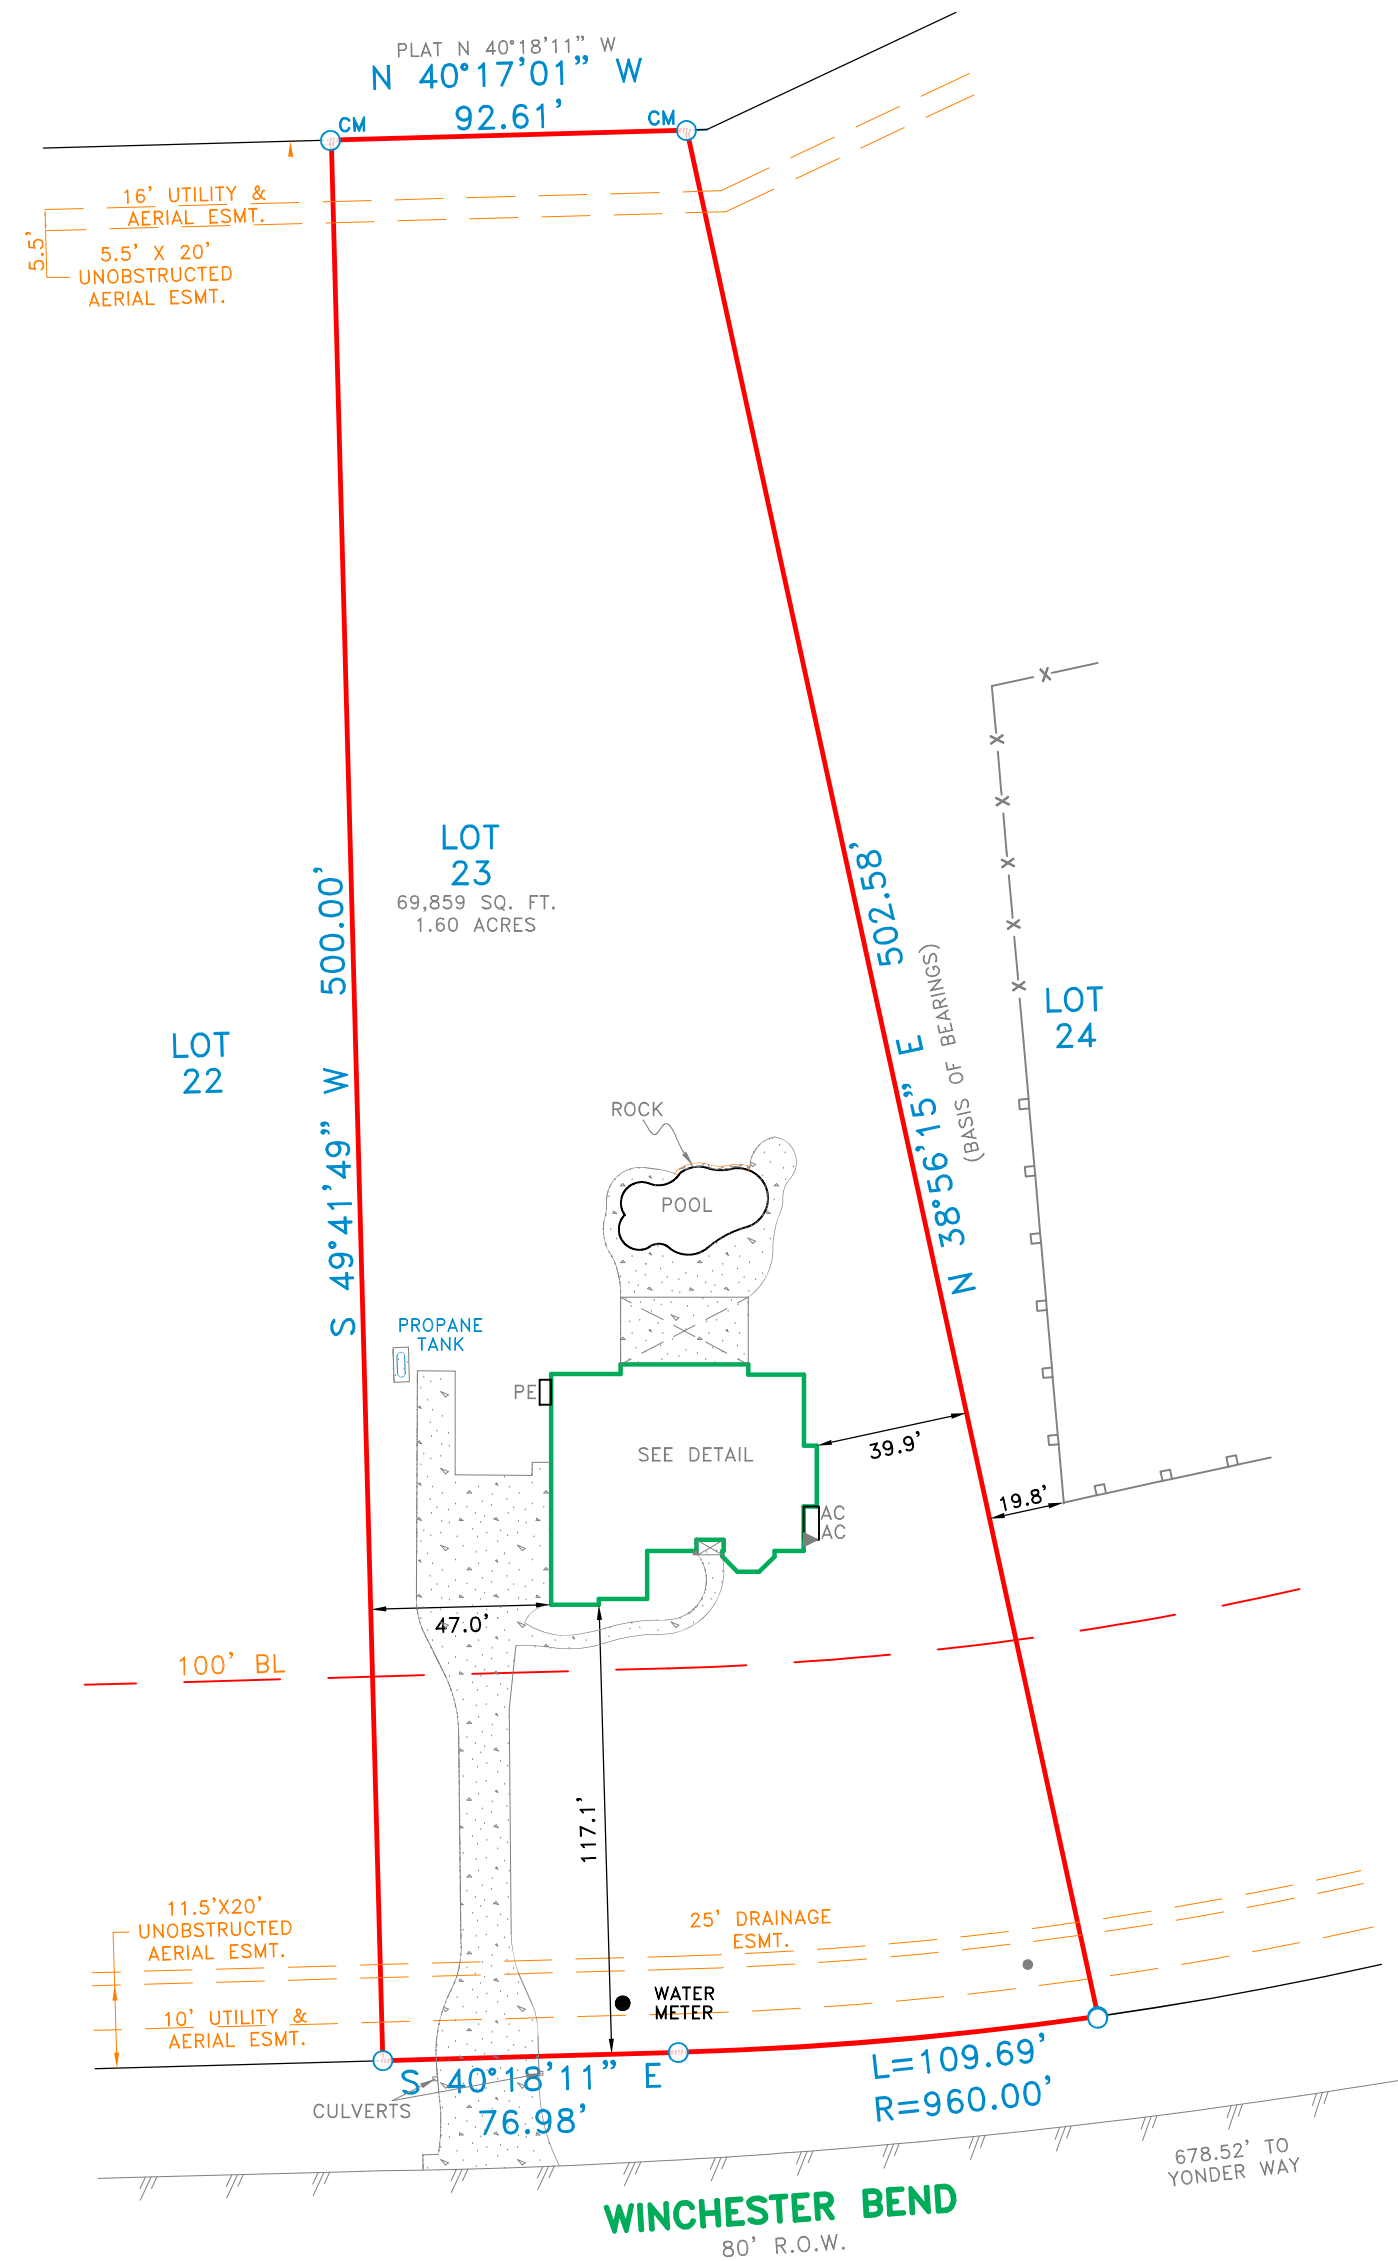 PLAT N 40°18'11" W
N 40°17'01" W
92.61'
CM
CM
16' UTILITY &
AERIAL ESMT.
5.5'
5.5' X 20'
UNOBSTRUCTED
AERIAL ESMT.
LOT
23
69,859 SQ. FT.
1.60 ACRES
S 49°41'49" W 500.00'
N 38°56'15" E 502.58'
(BASIS OF BEARINGS)
LOT
22
LOT
24
ROCK
POOL
PROPANE
TANK
PE
SEE DETAIL
39.9'
19.8'
AC
AC
47.0'
100' BL
117.1'
11.5'X20'
UNOBSTRUCTED
AERIAL ESMT.
25' DRAINAGE
ESMT.
10' UTILITY &
AERIAL ESMT.
WATER
METER
S 40°18'11" E
76.98'
L=109.69'
R=960.00'
CULVERTS
678.52' TO
YONDER WAY
WINCHESTER BEND
80' R.O.W.